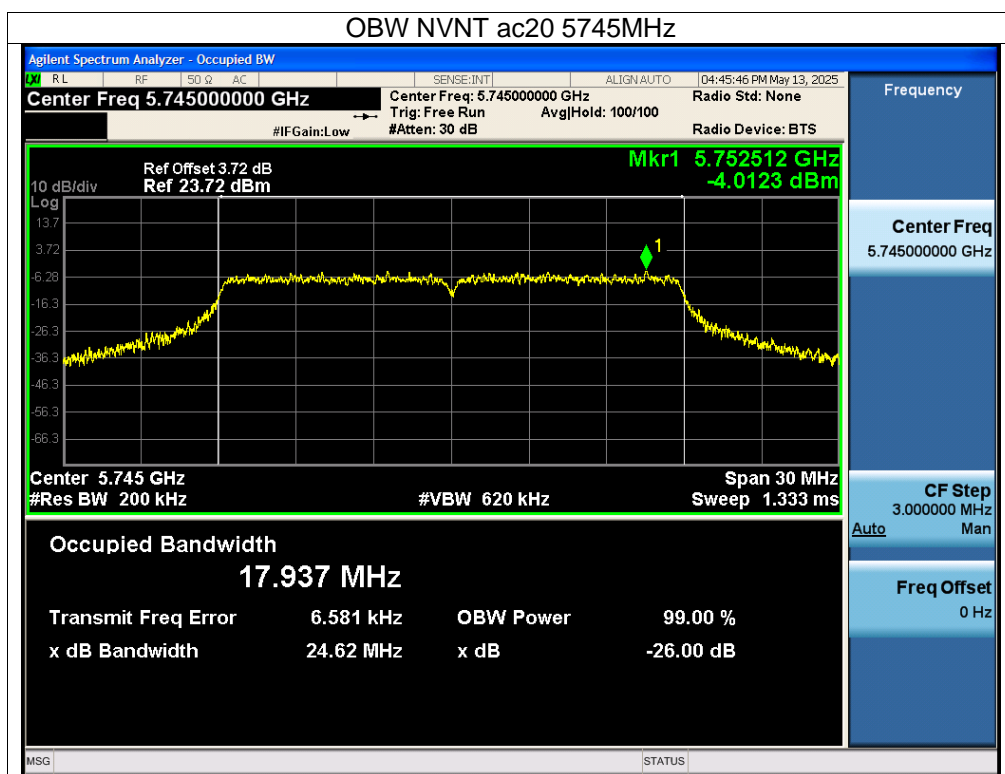 OBW NVNT ac20 5745MHz
Agilent Spectrum Analyzer - Occupied BW
LXI RL RF 50 Ω AC SENSE:INT ALIGN AUTO 04:45:46 PM May 13, 2025
Center Freq 5.745000000 GHz
Center Freq: 5.745000000 GHz
Radio Std: None
Trig: Free Run Avg|Hold: 100/100
#IFGain:Low #Atten: 30 dB Radio Device: BTS
Frequency
Mkr1 5.752512 GHz
-4.0123 dBm
Ref Offset 3.72 dB
10 dB/div Ref 23.72 dBm
Log
13.7
3.72
-6.28
-16.3
-26.3
-36.3
-46.3
-56.3
-66.3
1
Center 5.745 GHz Span 30 MHz
#Res BW 200 kHz #VBW 620 kHz Sweep 1.333 ms
Occupied Bandwidth
17.937 MHz
Transmit Freq Error 6.581 kHz OBW Power 99.00 %
x dB Bandwidth 24.62 MHz x dB -26.00 dB
Center Freq
5.745000000 GHz
CF Step
3.000000 MHz
Auto Man
Freq Offset
0 Hz
MSG STATUS